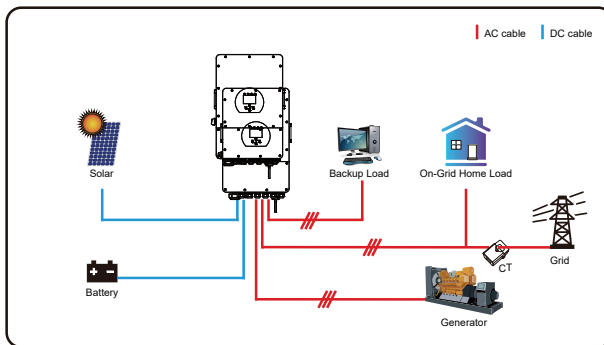 AC cable
DC cable
Solar
Backup Load
On-Grid Home Load
CT
Grid
Battery
Generator